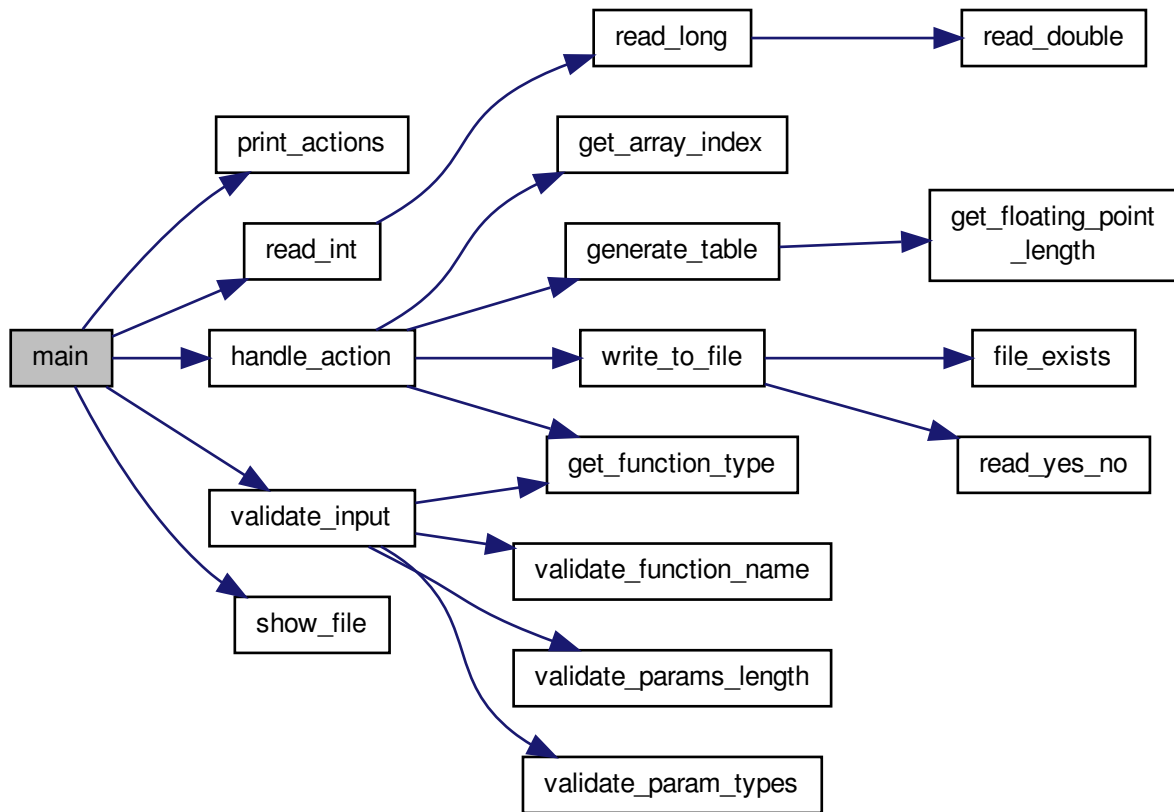 read_long
read_double
print_actions
get_array_index
read_int
generate_table
get_floating_point
_length
main
handle_action
write_to_file
file_exists
get_function_type
read_yes_no
validate_input
validate_function_name
show_file
validate_params_length
validate_param_types